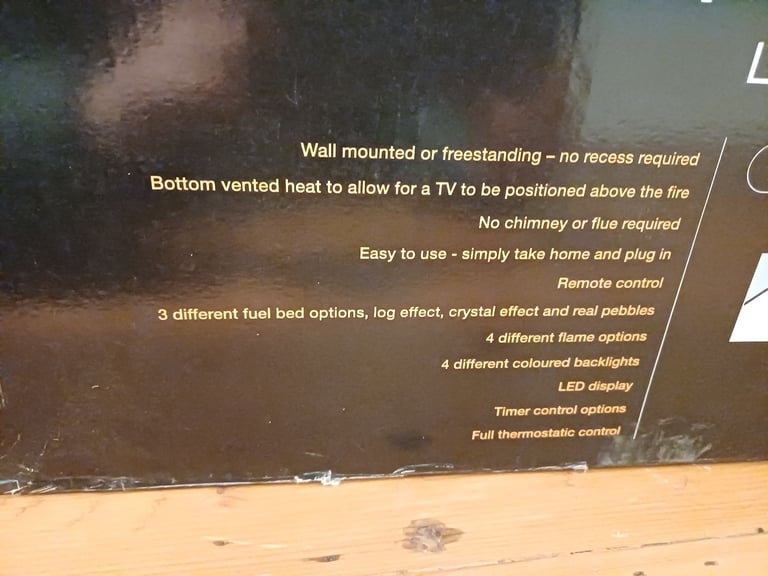 Wall mounted or freestanding – no recess required
Bottom vented heat to allow for a TV to be positioned above the fire
No chimney or flue required
Easy to use - simply take home and plug in
Remote control
3 different fuel bed options, log effect, crystal effect and real pebbles
4 different flame options
4 different coloured backlights
LED display
Timer control options
Full thermostatic control